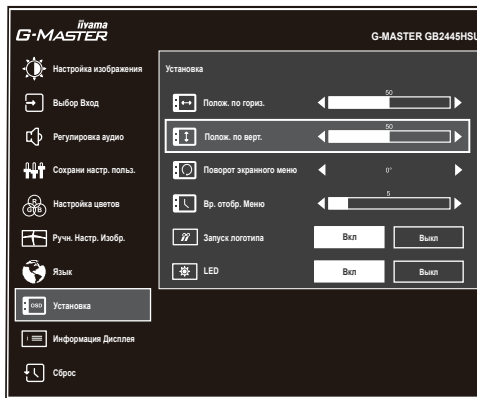 iiyama
G-MASTER
G-MASTER GB2445HSU
Настройка изображения
Выбор Вход
Регулировка аудио
Сохрани настр. польз.
Настройка цветов
R
G B
Ручн. Настр. Изобр.
Язык
OSD Установка
i Информация Дисплея
Сброс
Установка
Полож. по гориз. 50
Полож. по верт. 50
Поворот экранного меню 0°
Вр. отобр. Меню 5
Запуск логотипа Вкл Выкл
LED Вкл Выкл